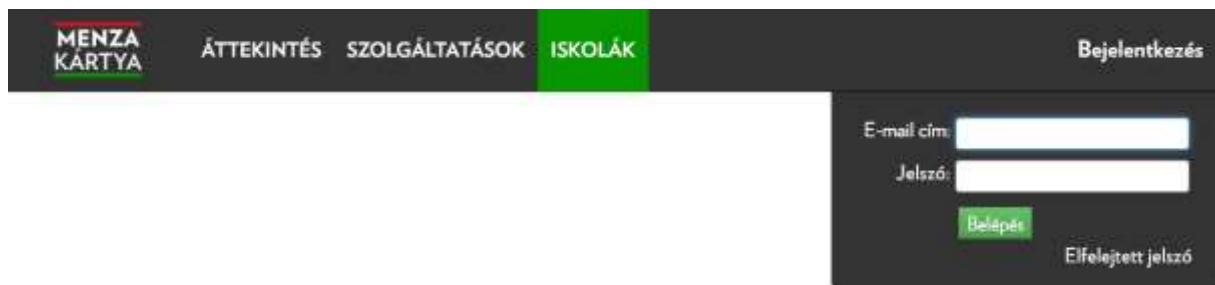 MENZA
KÁRTYA
ÁTTEKINTÉS SZOLGÁLTATÁSOK ISKOLÁK
Bejelentkezés
E-mail cím:
Jelszó:
Belépés
Elfelejtett jelszó